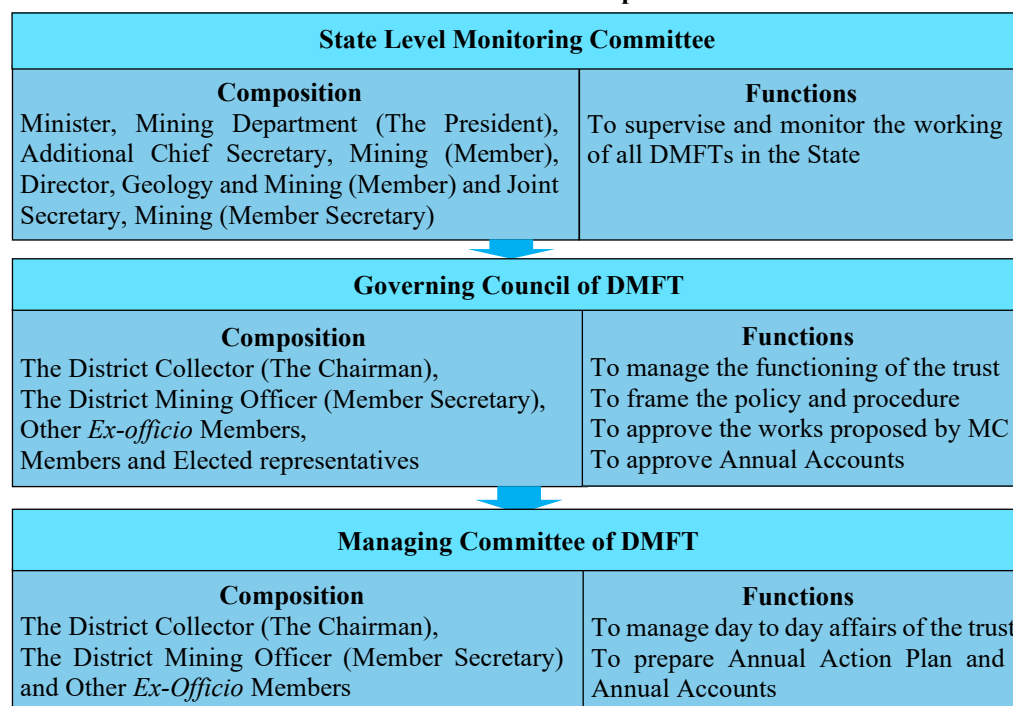 State Level Monitoring Committee
Composition
Minister, Mining Department (The President),
Additional Chief Secretary, Mining (Member),
Director, Geology and Mining (Member) and Joint
Secretary, Mining (Member Secretary)
Functions
To supervise and monitor the working
of all DMFTs in the State
Governing Council of DMFT
Composition
The District Collector (The Chairman),
The District Mining Officer (Member Secretary),
Other Ex-officio Members,
Members and Elected representatives
Functions
To manage the functioning of the trust
To frame the policy and procedure
To approve the works proposed by MC
To approve Annual Accounts
Managing Committee of DMFT
Composition
The District Collector (The Chairman),
The District Mining Officer (Member Secretary)
and Other Ex-Officio Members
Functions
To manage day to day affairs of the trust
To prepare Annual Action Plan and
Annual Accounts